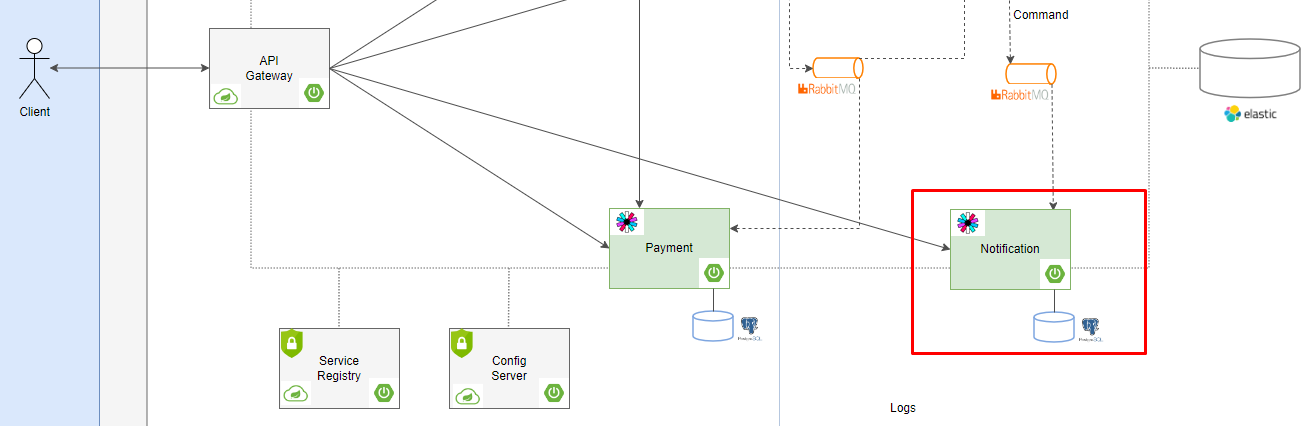 Command
API
Gateway
Client
RabbitMQ
RabbitMQ
elastic
Payment
Notification
PostgreSQL
PostgreSQL
Service
Registry
Config
Server
Logs